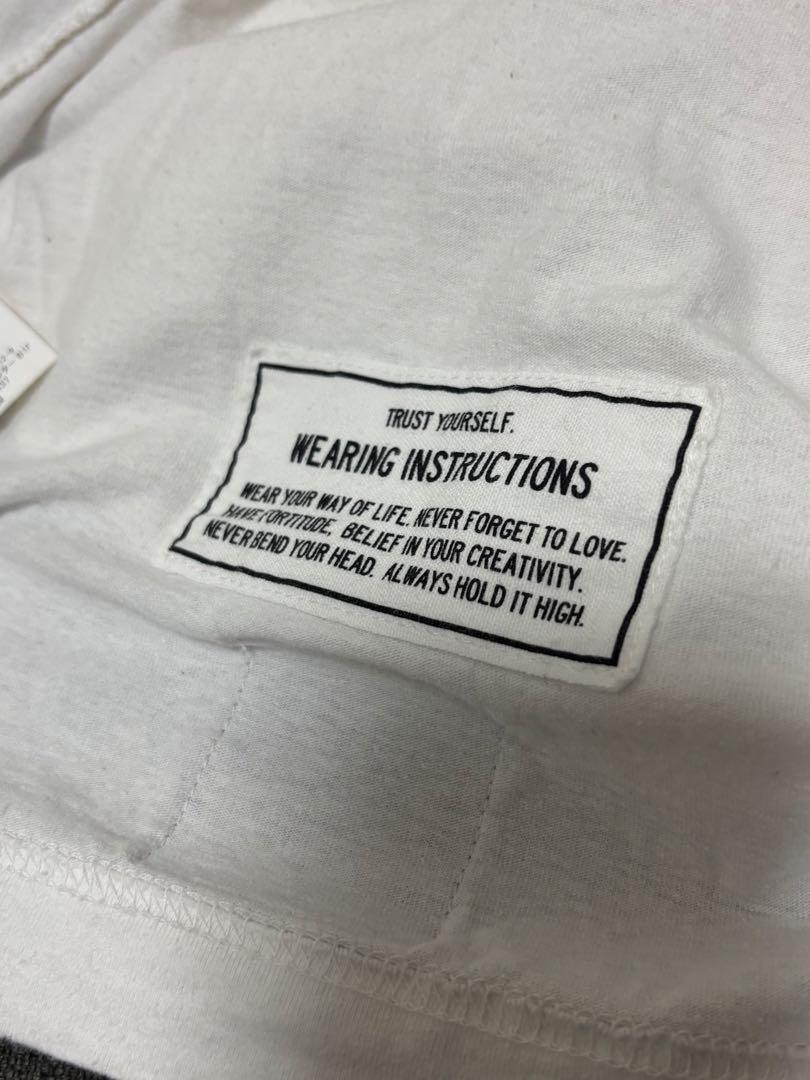 TRUST YOURSELF.
WEARING INSTRUCTIONS
WEAR YOUR WAY OF LIFE. NEVER FORGET TO LOVE.
HAVE FORTITUDE, BELIEF IN YOUR CREATIVITY.
NEVER BEND YOUR HEAD. ALWAYS HOLD IT HIGH.